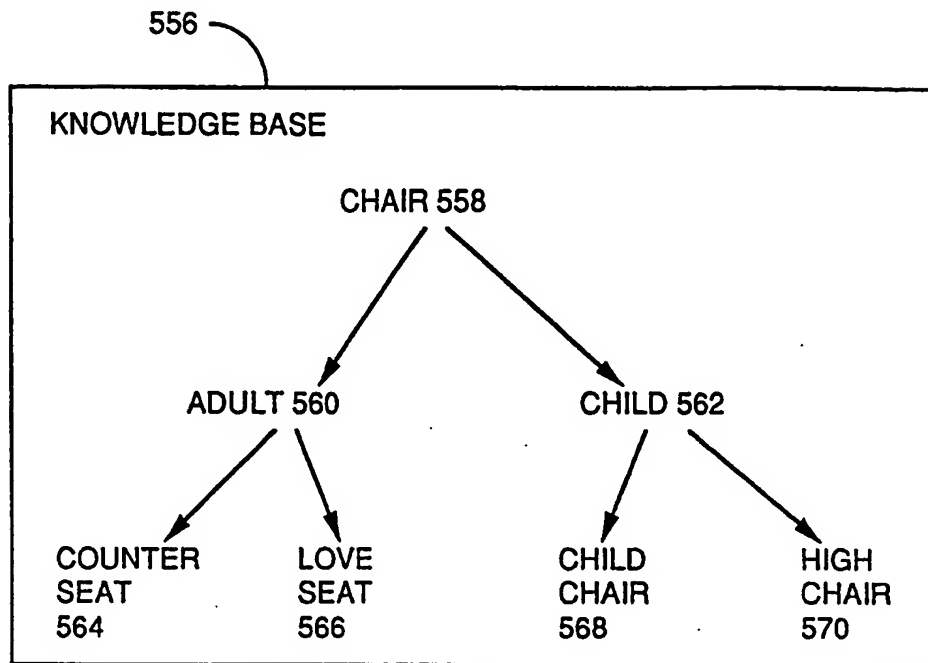 556
KNOWLEDGE BASE
CHAIR 558
ADULT 560
CHILD 562
COUNTER
SEAT
564
LOVE
SEAT
566
CHILD
CHAIR
568
HIGH
CHAIR
570